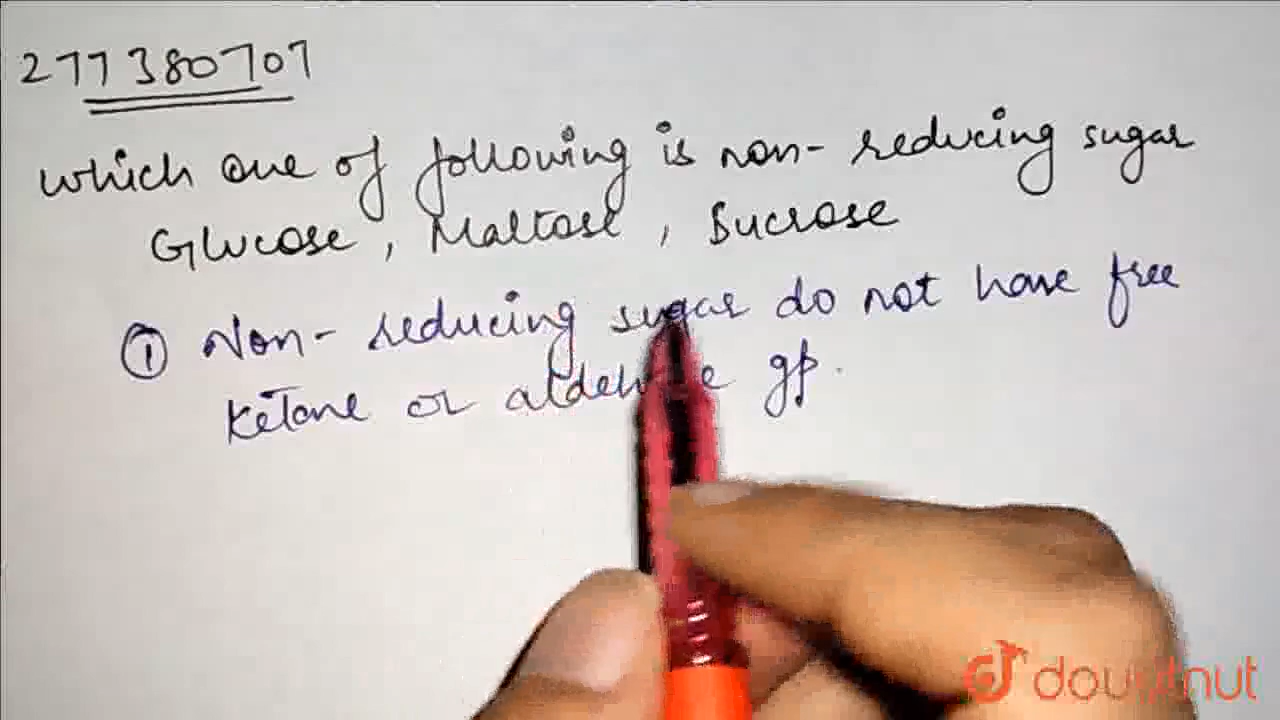 277380707
which one of following is non-reducing sugar
Glucose, Maltose, Sucrose
① Non-reducing sugar do not have free
ketone or gp.
doubtnut